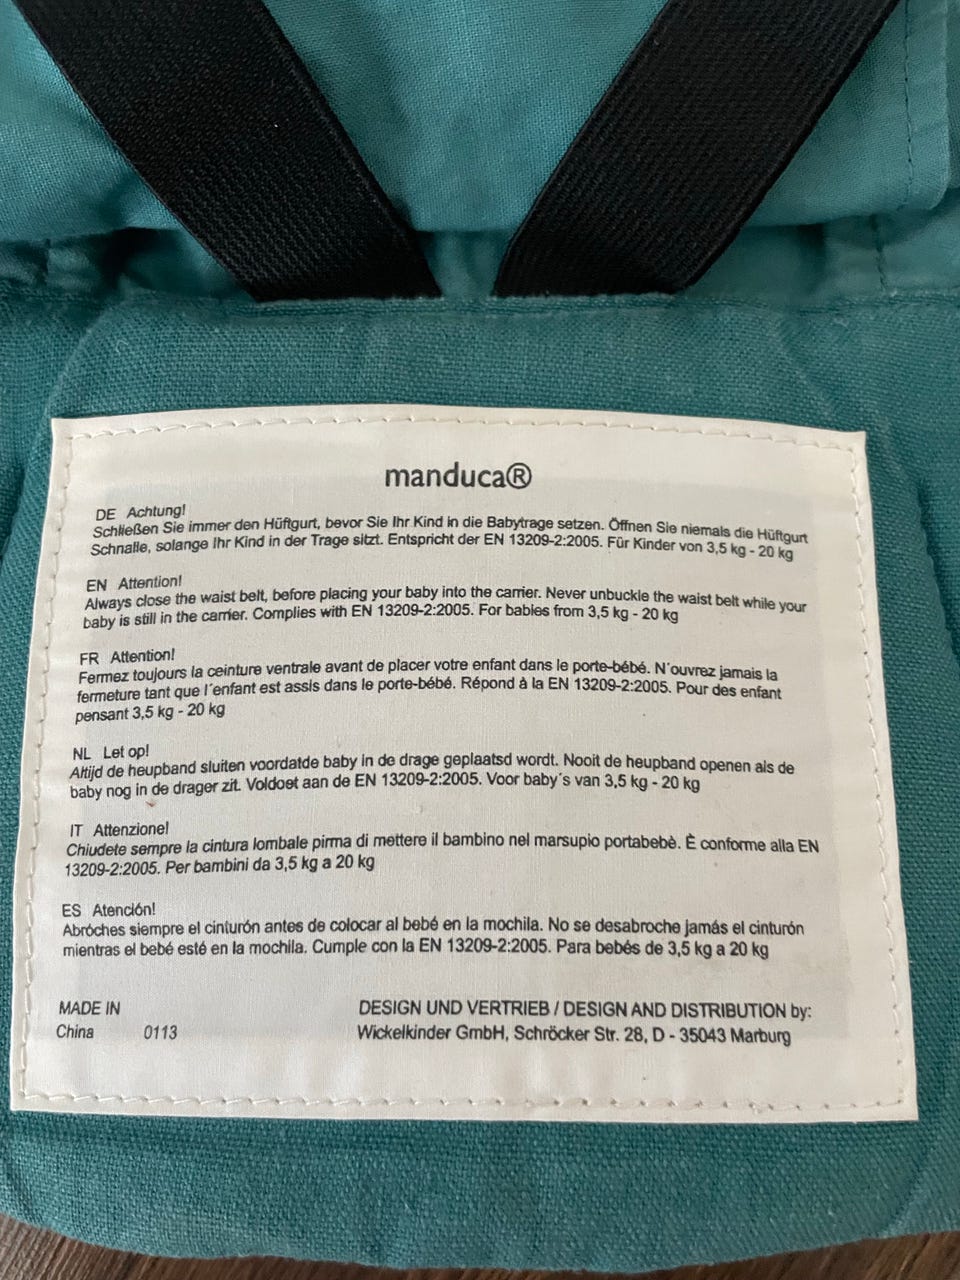 manduca®
DE Achtung!
Schließen Sie immer den Hüftgurt, bevor Sie Ihr Kind in die Babytrage setzen. Öffnen Sie niemals die Hüftgurt
Schnalle, solange Ihr Kind in der Trage sitzt. Entspricht der EN 13209-2:2005. Für Kinder von 3,5 kg - 20 kg
EN Attention!
Always close the waist belt, before placing your baby into the carrier. Never unbuckle the waist belt while your
baby is still in the carrier. Complies with EN 13209-2:2005. For babies from 3,5 kg - 20 kg
FR Attention!
Fermez toujours la ceinture ventrale avant de placer votre enfant dans le porte-bébé. N´ouvrez jamais la
fermeture tant que l´enfant est assis dans le porte-bébé. Répond à la EN 13209-2:2005. Pour des enfant
pensant 3,5 kg - 20 kg
NL Let op!
Altijd de heupband sluiten voordatde baby in de drage geplaatsd wordt. Nooit de heupband openen als de
baby nog in de drager zit. Voldoet aan de EN 13209-2:2005. Voor baby´s van 3,5 kg - 20 kg
IT Attenzione!
Chiudete sempre la cintura lombale pirma di mettere il bambino nel marsupio portabebè. È conforme alla EN
13209-2:2005. Per bambini da 3,5 kg a 20 kg
ES Atención!
Abróches siempre el cinturón antes de colocar al bebé en la mochila. No se desabroche jamás el cinturón
mientras el bebé esté en la mochila. Cumple con la EN 13209-2:2005. Para bebés de 3,5 kg a 20 kg
MADE IN
China 0113
DESIGN UND VERTRIEB / DESIGN AND DISTRIBUTION by:
Wickelkinder GmbH, Schröcker Str. 28, D - 35043 Marburg